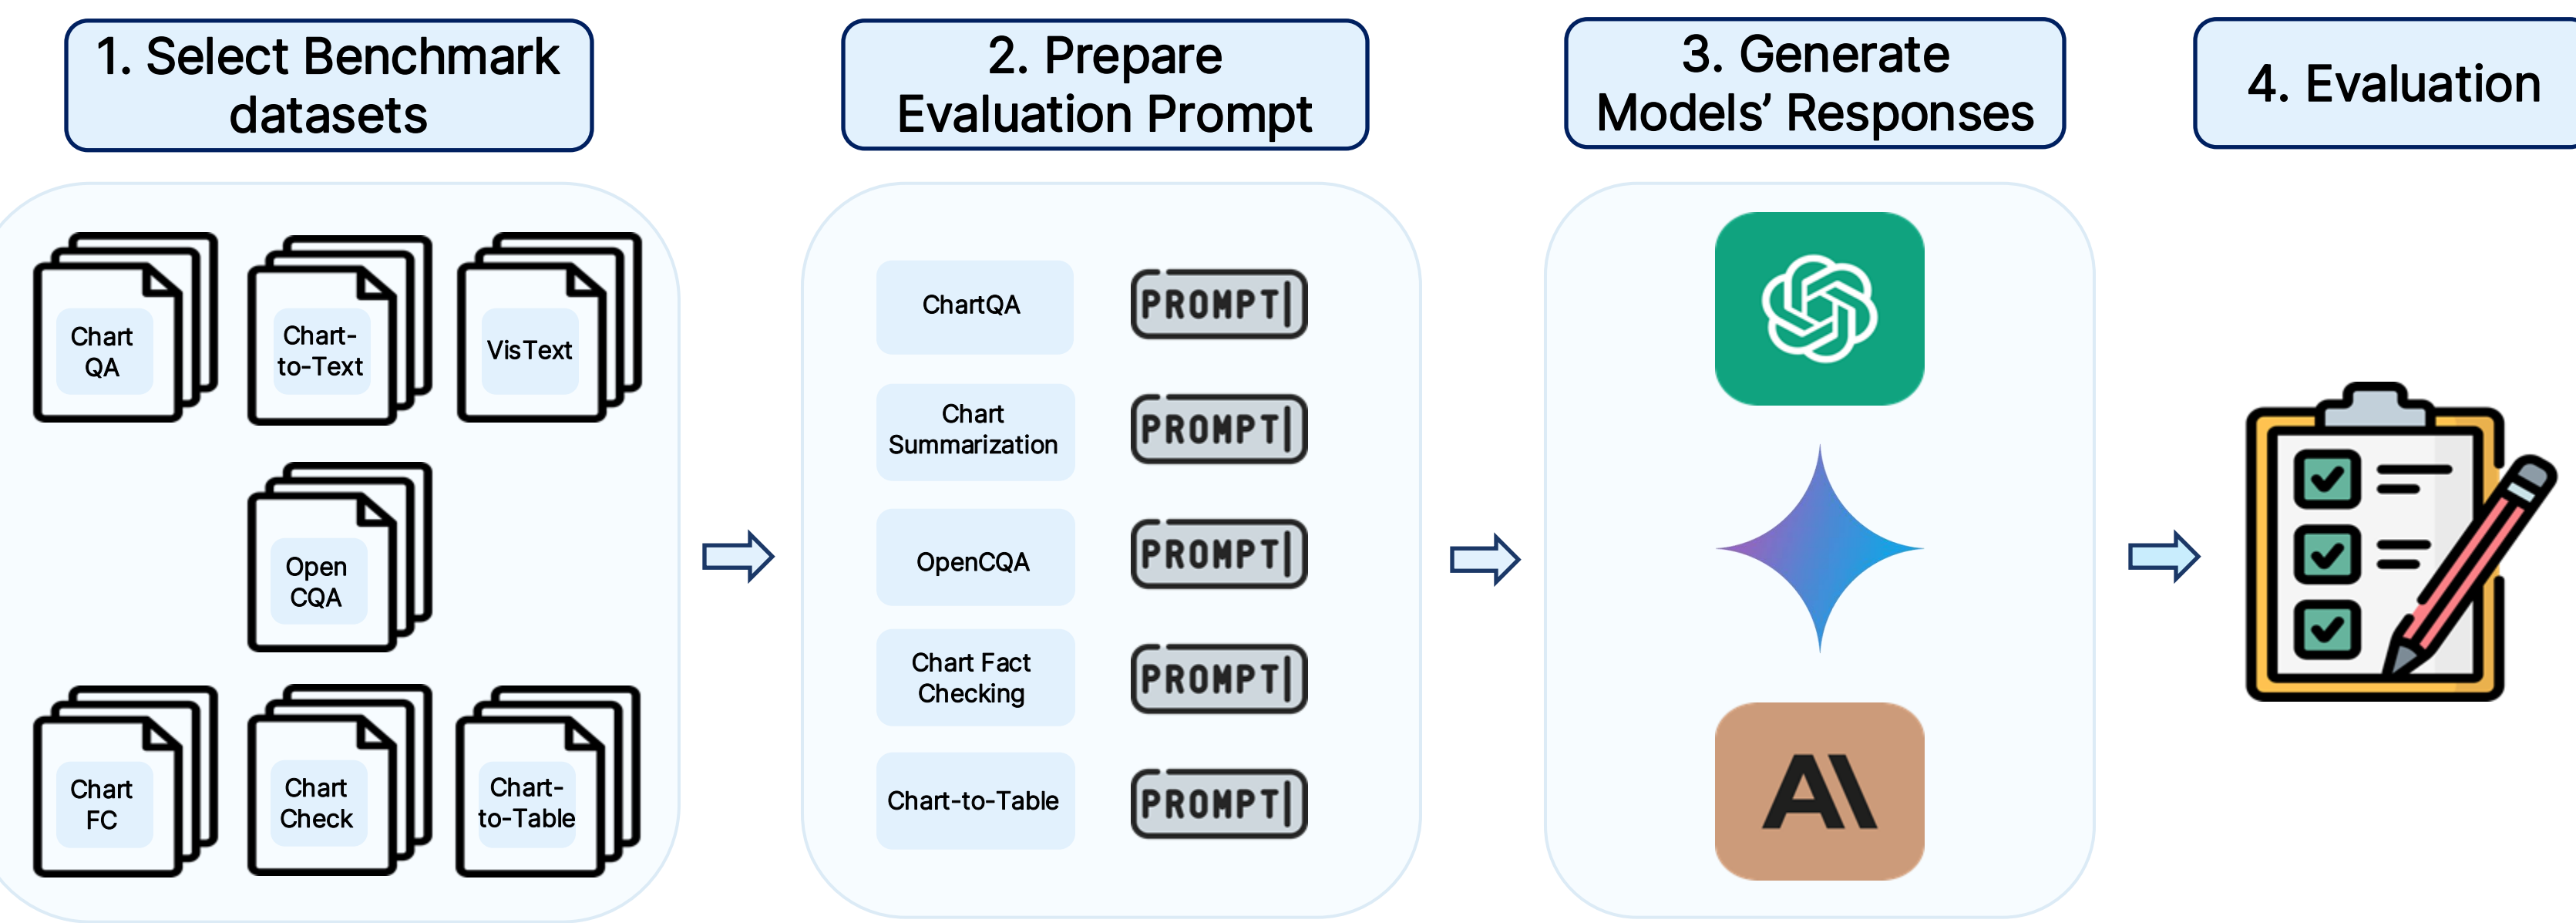 1. Select Benchmark
datasets
2. Prepare
Evaluation Prompt
3. Generate
Models’ Responses
4. Evaluation
Chart
QA
Chart-
to-Text
VisText
Open
CQA
Chart
FC
Chart
Check
Chart-
to-Table
ChartQA
PROMPT
Chart
Summarization
PROMPT
OpenCQA
PROMPT
Chart Fact
Checking
PROMPT
Chart-to-Table
PROMPT
A\